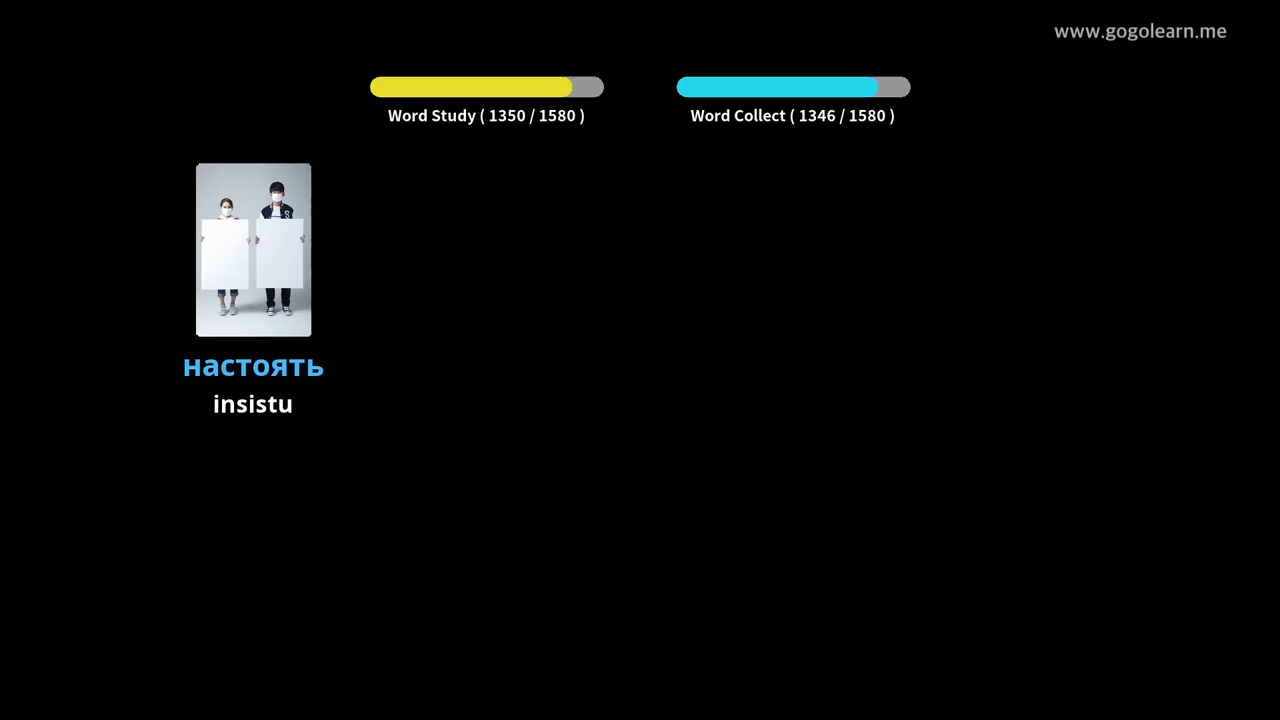 www.gogolearn.me
Word Study ( 1350 / 1580 )
Word Collect ( 1346 / 1580 )
S
настоять
insistu